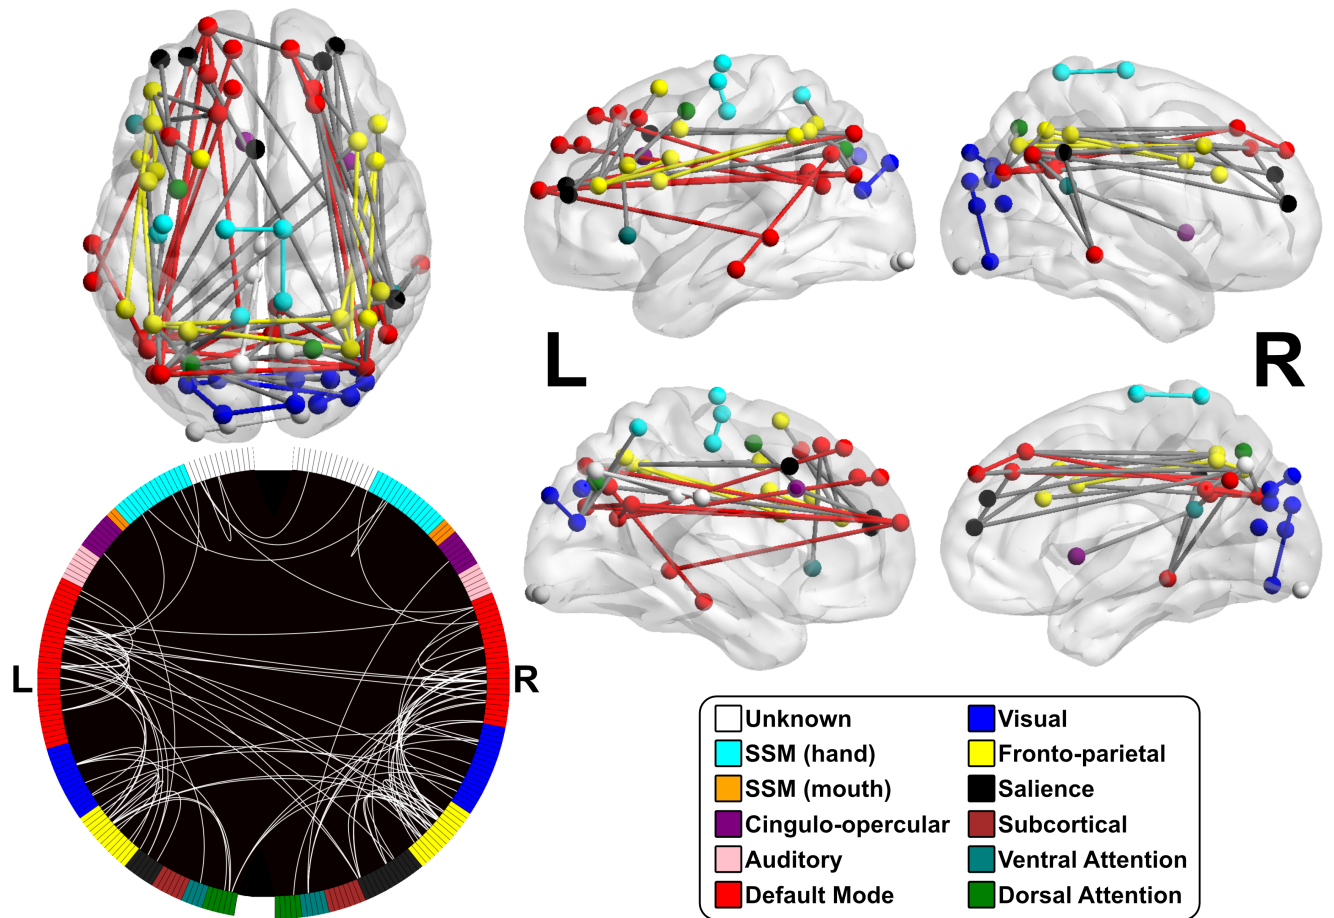 L
R
L
R
Unknown
SSM (hand)
SSM (mouth)
Cingulo-opercular
Auditory
Default Mode
Visual
Fronto-parietal
Salience
Subcortical
Ventral Attention
Dorsal Attention